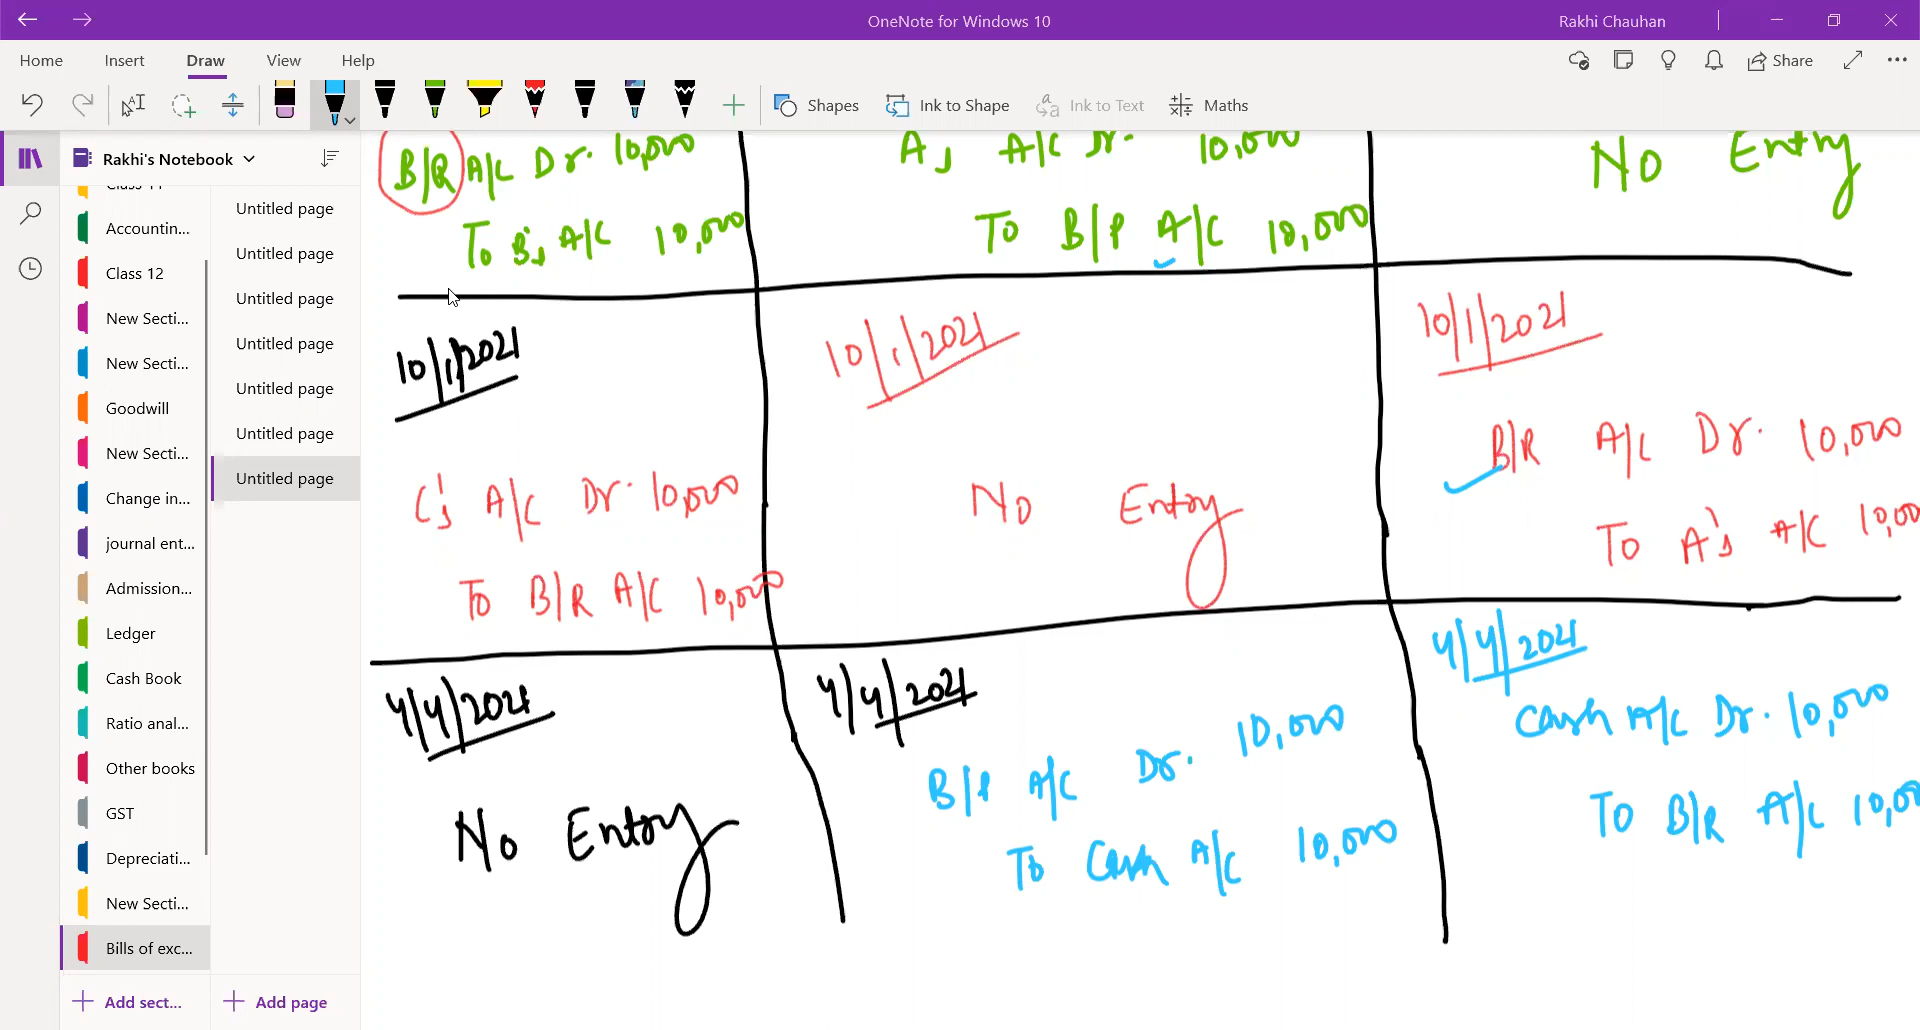 OneNote for Windows 10
Rakhi Chauhan
Home Insert Draw View Help
Share
Shapes Ink to Shape Ink to Text Maths
Rakhi's Notebook
Accountin...
Class 12
New Secti...
New Secti...
Goodwill
New Secti...
Change in...
journal ent...
Admission...
Ledger
Cash Book
Ratio anal...
Other books
GST
Depreciati...
New Secti...
Bills of exc...
Add sect...
Untitled page
Untitled page
Untitled page
Untitled page
Untitled page
Untitled page
Untitled page
Add page
B/R A/C Dr. 10,000
To B's A/C 10,000
A's A/C Dr. 10,000
To B/P A/C 10,000
No Entry
10/1/2021
C's A/C Dr. 10,000
To B/R A/C 10,000
10/1/2021
No Entry
10/1/2021
B/R A/C Dr. 10,000
To A's A/C 10,00
4/4/2021
No Entry
4/4/2021
B/P A/C Dr. 10,000
To Cash A/C 10,000
4/4/2021
Cash A/C Dr. 10,000
To B/R A/C 10,00